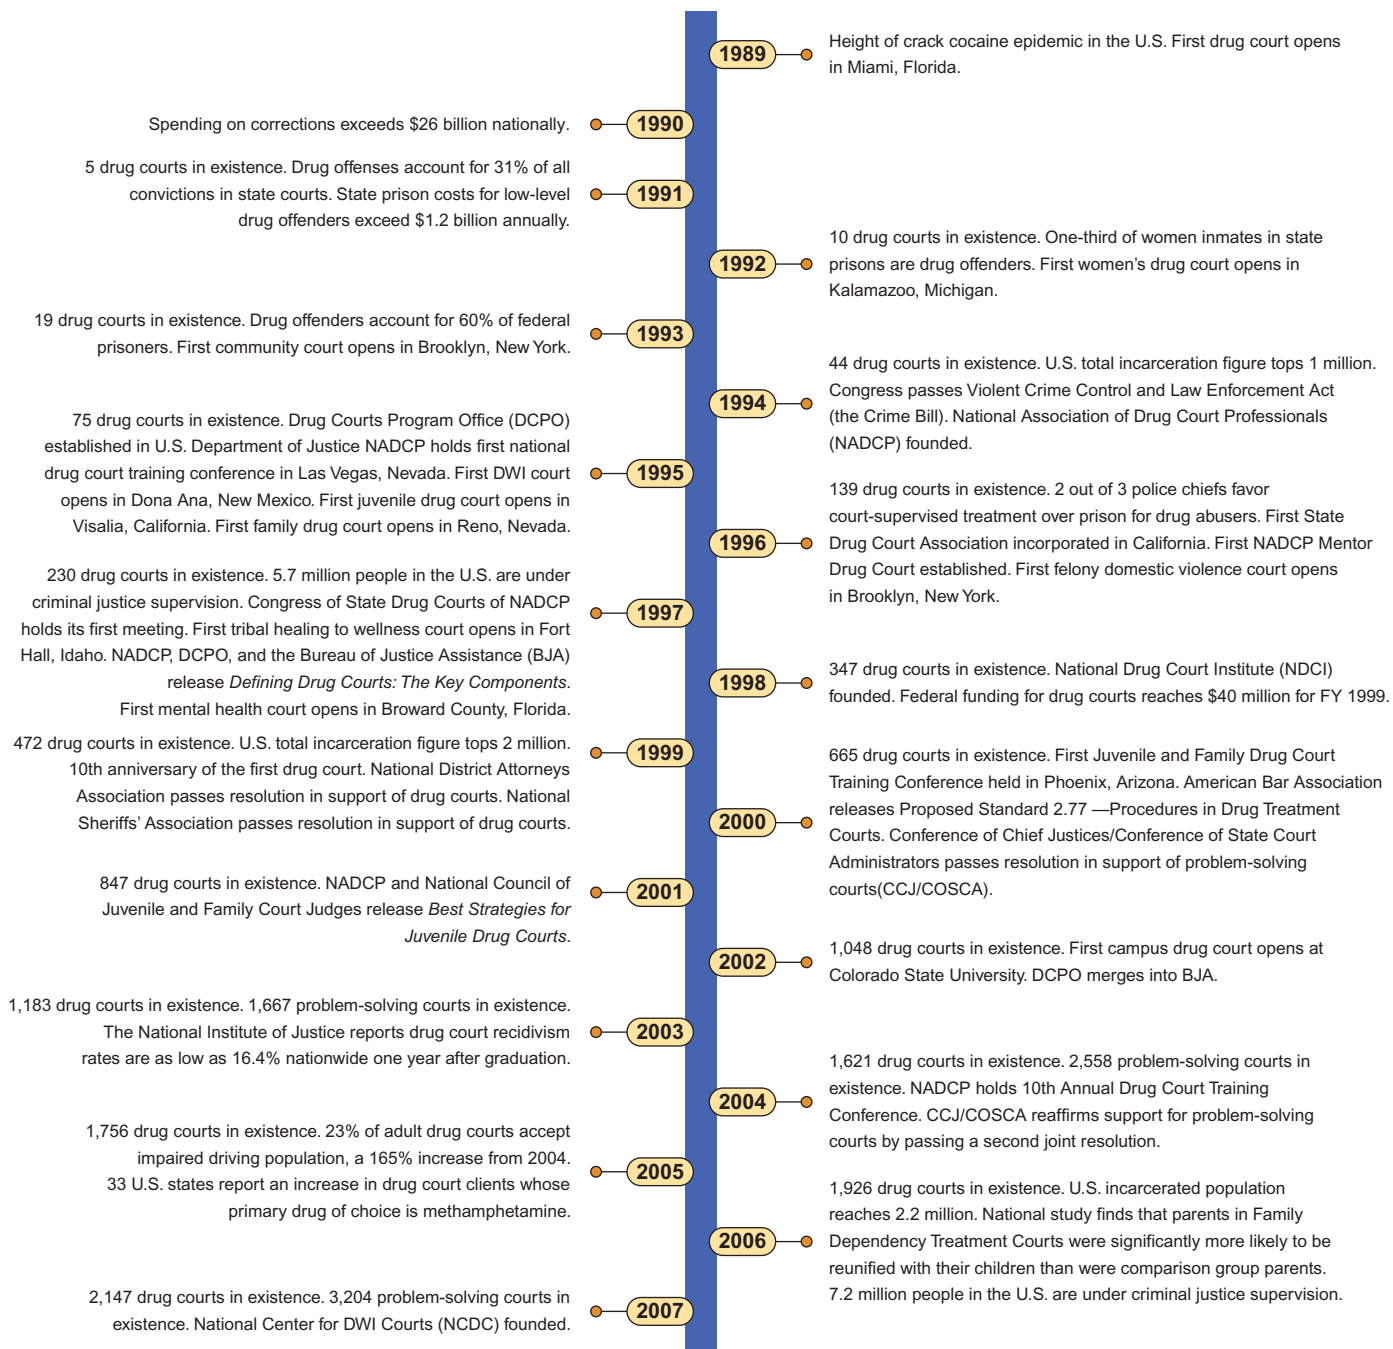 1989
Height of crack cocaine epidemic in the U.S. First drug court opens
in Miami, Florida.
Spending on corrections exceeds $26 billion nationally.
1990
5 drug courts in existence. Drug offenses account for 31% of all
convictions in state courts. State prison costs for low-level
drug offenders exceed $1.2 billion annually.
1991
1992
10 drug courts in existence. One-third of women inmates in state
prisons are drug offenders. First women’s drug court opens in
Kalamazoo, Michigan.
19 drug courts in existence. Drug offenders account for 60% of federal
prisoners. First community court opens in Brooklyn, New York.
1993
1994
44 drug courts in existence. U.S. total incarceration figure tops 1 million.
Congress passes Violent Crime Control and Law Enforcement Act
(the Crime Bill). National Association of Drug Court Professionals
(NADCP) founded.
75 drug courts in existence. Drug Courts Program Office (DCPO)
established in U.S. Department of Justice NADCP holds first national
drug court training conference in Las Vegas, Nevada. First DWI court
opens in Dona Ana, New Mexico. First juvenile drug court opens in
Visalia, California. First family drug court opens in Reno, Nevada.
1995
1996
139 drug courts in existence. 2 out of 3 police chiefs favor
court-supervised treatment over prison for drug abusers. First State
Drug Court Association incorporated in California. First NADCP Mentor
Drug Court established. First felony domestic violence court opens
in Brooklyn, New York.
230 drug courts in existence. 5.7 million people in the U.S. are under
criminal justice supervision. Congress of State Drug Courts of NADCP
holds its first meeting. First tribal healing to wellness court opens in Fort
Hall, Idaho. NADCP, DCPO, and the Bureau of Justice Assistance (BJA)
release Defining Drug Courts: The Key Components.
First mental health court opens in Broward County, Florida.
1997
1998
347 drug courts in existence. National Drug Court Institute (NDCI)
founded. Federal funding for drug courts reaches $40 million for FY 1999.
472 drug courts in existence. U.S. total incarceration figure tops 2 million.
10th anniversary of the first drug court. National District Attorneys
Association passes resolution in support of drug courts. National
Sheriffs’ Association passes resolution in support of drug courts.
1999
2000
665 drug courts in existence. First Juvenile and Family Drug Court
Training Conference held in Phoenix, Arizona. American Bar Association
releases Proposed Standard 2.77 —Procedures in Drug Treatment
Courts. Conference of Chief Justices/Conference of State Court
Administrators passes resolution in support of problem-solving
courts(CCJ/COSCA).
847 drug courts in existence. NADCP and National Council of
Juvenile and Family Court Judges release Best Strategies for
Juvenile Drug Courts.
2001
2002
1,048 drug courts in existence. First campus drug court opens at
Colorado State University. DCPO merges into BJA.
1,183 drug courts in existence. 1,667 problem-solving courts in existence.
The National Institute of Justice reports drug court recidivism
rates are as low as 16.4% nationwide one year after graduation.
2003
2004
1,621 drug courts in existence. 2,558 problem-solving courts in
existence. NADCP holds 10th Annual Drug Court Training
Conference. CCJ/COSCA reaffirms support for problem-solving
courts by passing a second joint resolution.
1,756 drug courts in existence. 23% of adult drug courts accept
impaired driving population, a 165% increase from 2004.
33 U.S. states report an increase in drug court clients whose
primary drug of choice is methamphetamine.
2005
2006
1,926 drug courts in existence. U.S. incarcerated population
reaches 2.2 million. National study finds that parents in Family
Dependency Treatment Courts were significantly more likely to be
reunified with their children than were comparison group parents.
7.2 million people in the U.S. are under criminal justice supervision.
2,147 drug courts in existence. 3,204 problem-solving courts in
existence. National Center for DWI Courts (NCDC) founded.
2007